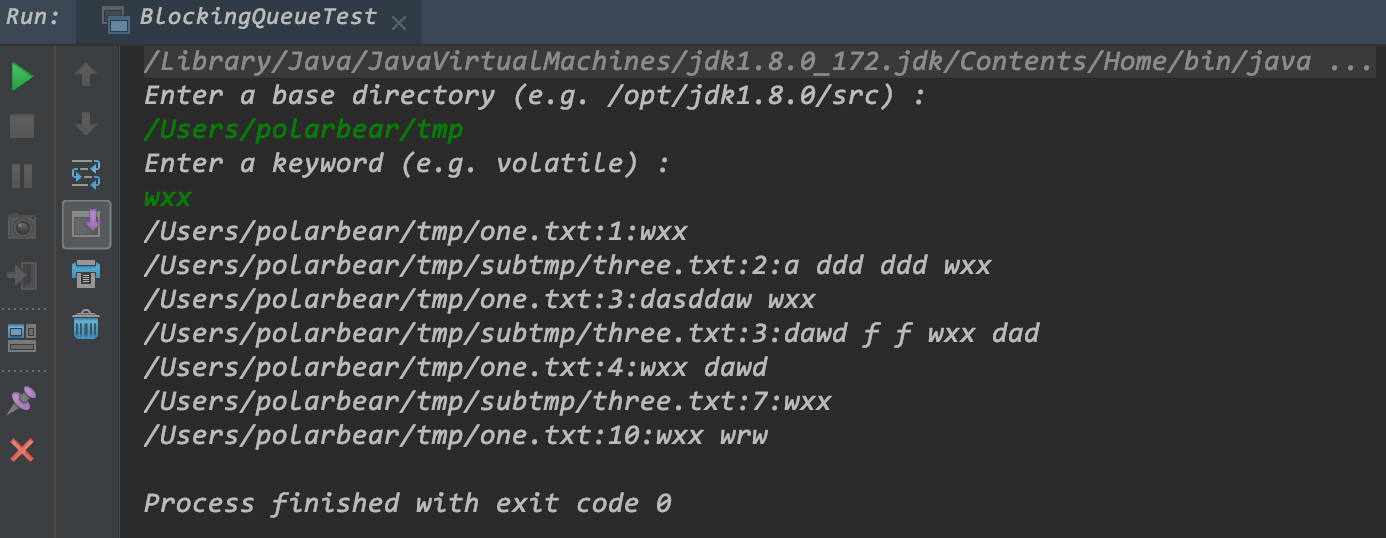 Run: BlockingQueueTest
/Library/Java/JavaVirtualMachines/jdk1.8.0_172.jdk/Contents/Home/bin/java ...
Enter a base directory (e.g. /opt/jdk1.8.0/src) :
/Users/polarbear/tmp
Enter a keyword (e.g. volatile) :
wxx
/Users/polarbear/tmp/one.txt:1:wxx
/Users/polarbear/tmp/subtmp/three.txt:2:a ddd ddd wxx
/Users/polarbear/tmp/one.txt:3:dasddaw wxx
/Users/polarbear/tmp/subtmp/three.txt:3:dawd f f wxx dad
/Users/polarbear/tmp/one.txt:4:wxx dawd
/Users/polarbear/tmp/subtmp/three.txt:7:wxx
/Users/polarbear/tmp/one.txt:10:wxx wrw
Process finished with exit code 0